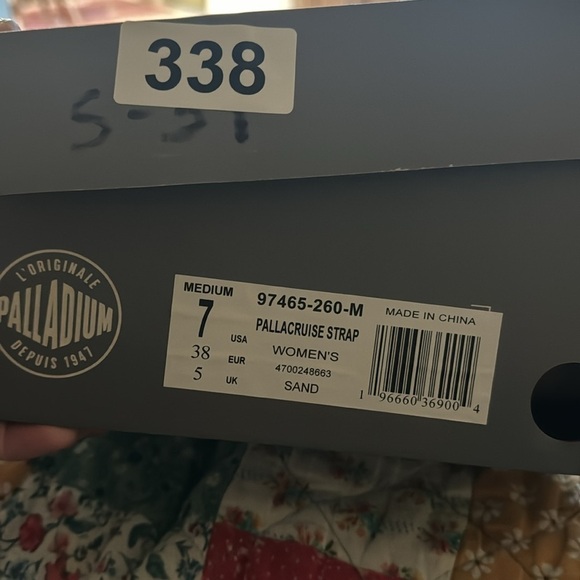 338
S-31
L'ORIGINALE
PALLADIUM
DEPUIS 1947
MEDIUM
7 USA
38 EUR
5 UK
97465-260-M
PALLACRUISE STRAP
WOMEN'S
4700248663
SAND
MADE IN CHINA
1 96660 36900 4